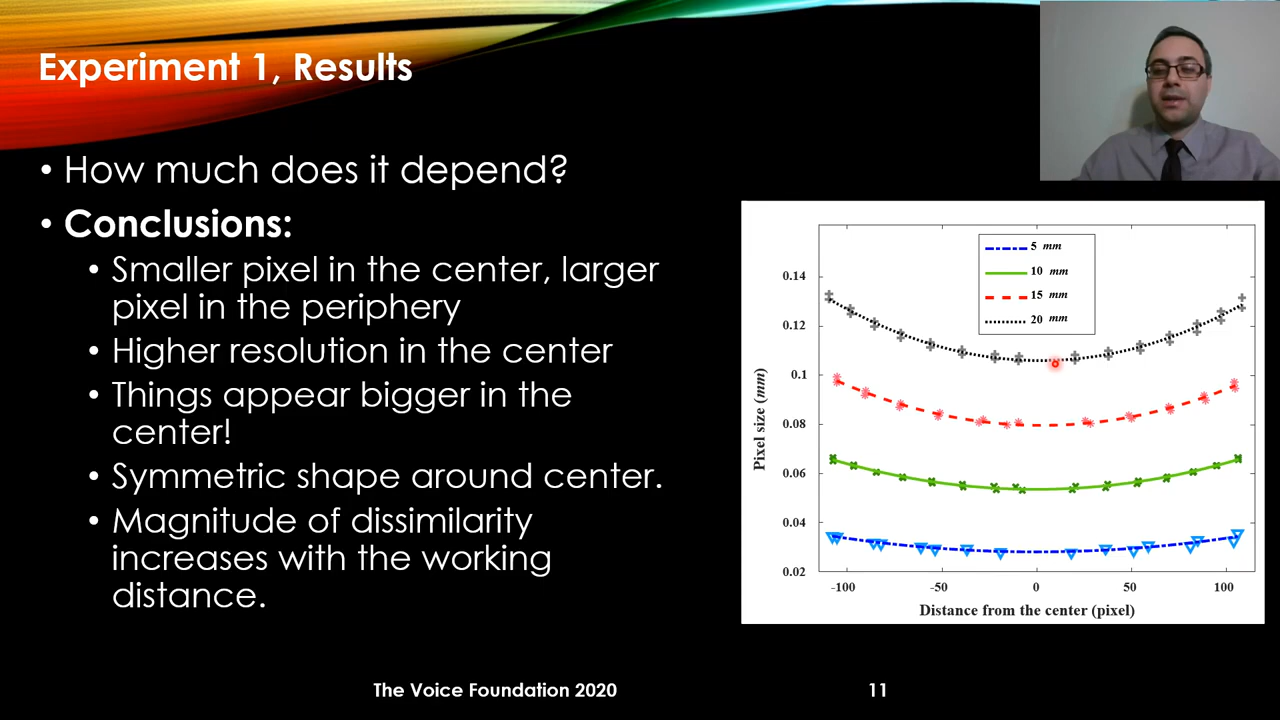 Experiment 1, Results
• How much does it depend?
• Conclusions:
• Smaller pixel in the center, larger
pixel in the periphery
• Higher resolution in the center
• Things appear bigger in the
center!
• Symmetric shape around center.
• Magnitude of dissimilarity
increases with the working
distance.
5 mm
10 mm
15 mm
20 mm
0.14
0.12
0.1
0.08
0.06
0.04
0.02
Pixel size (mm)
-100 -50 0 50 100
Distance from the center (pixel)
The Voice Foundation 2020 11